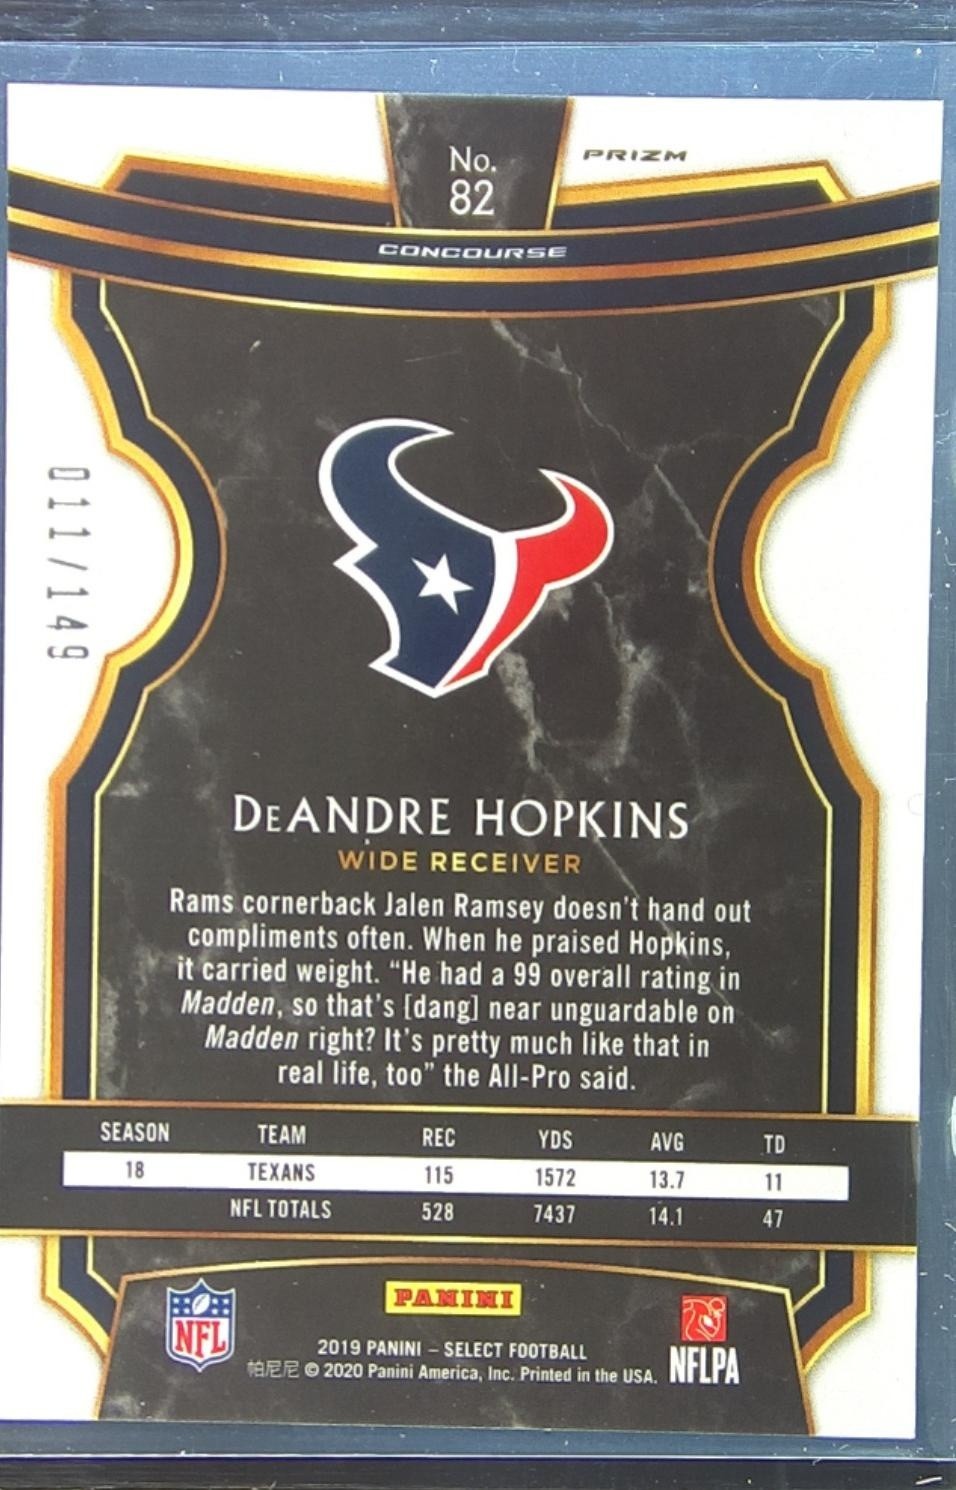 No.
82
PRIZM
CONCOURSE
011/149
DeANDRE HOPKINS
WIDE RECEIVER
Rams cornerback Jalen Ramsey doesn't hand out
compliments often. When he praised Hopkins,
it carried weight. “He had a 99 overall rating in
Madden, so that's [dang] near unguardable on
Madden right? It's pretty much like that in
real life, too” the All-Pro said.
SEASON TEAM REC YDS AVG TD
18 TEXANS 115 1572 13.7 11
NFL TOTALS 528 7437 14.1 47
NFL
PANINI
2019 PANINI – SELECT FOOTBALL
帕尼尼 © 2020 Panini America, Inc. Printed in the USA.
NFLPA